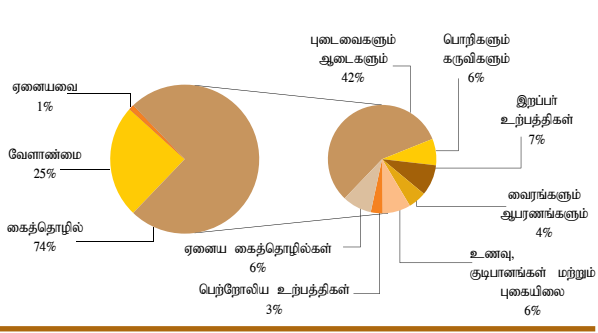 ஏனையவை
1%
வேளாண்மை
25%
கைத்தொழில்
74%
புடைவைகளும்
ஆடைகளும்
42%
பொறிகளும்
கருவிகளும்
6%
இறப்பர்
உற்பத்திகள்
7%
வைரங்களும்
ஆபரணங்களும்
4%
உணவு,
குடிபானங்கள் மற்றும்
புகையிலை
6%
ஏனைய கைத்தொழில்கள்
6%
பெற்றோலிய உற்பத்திகள்
3%